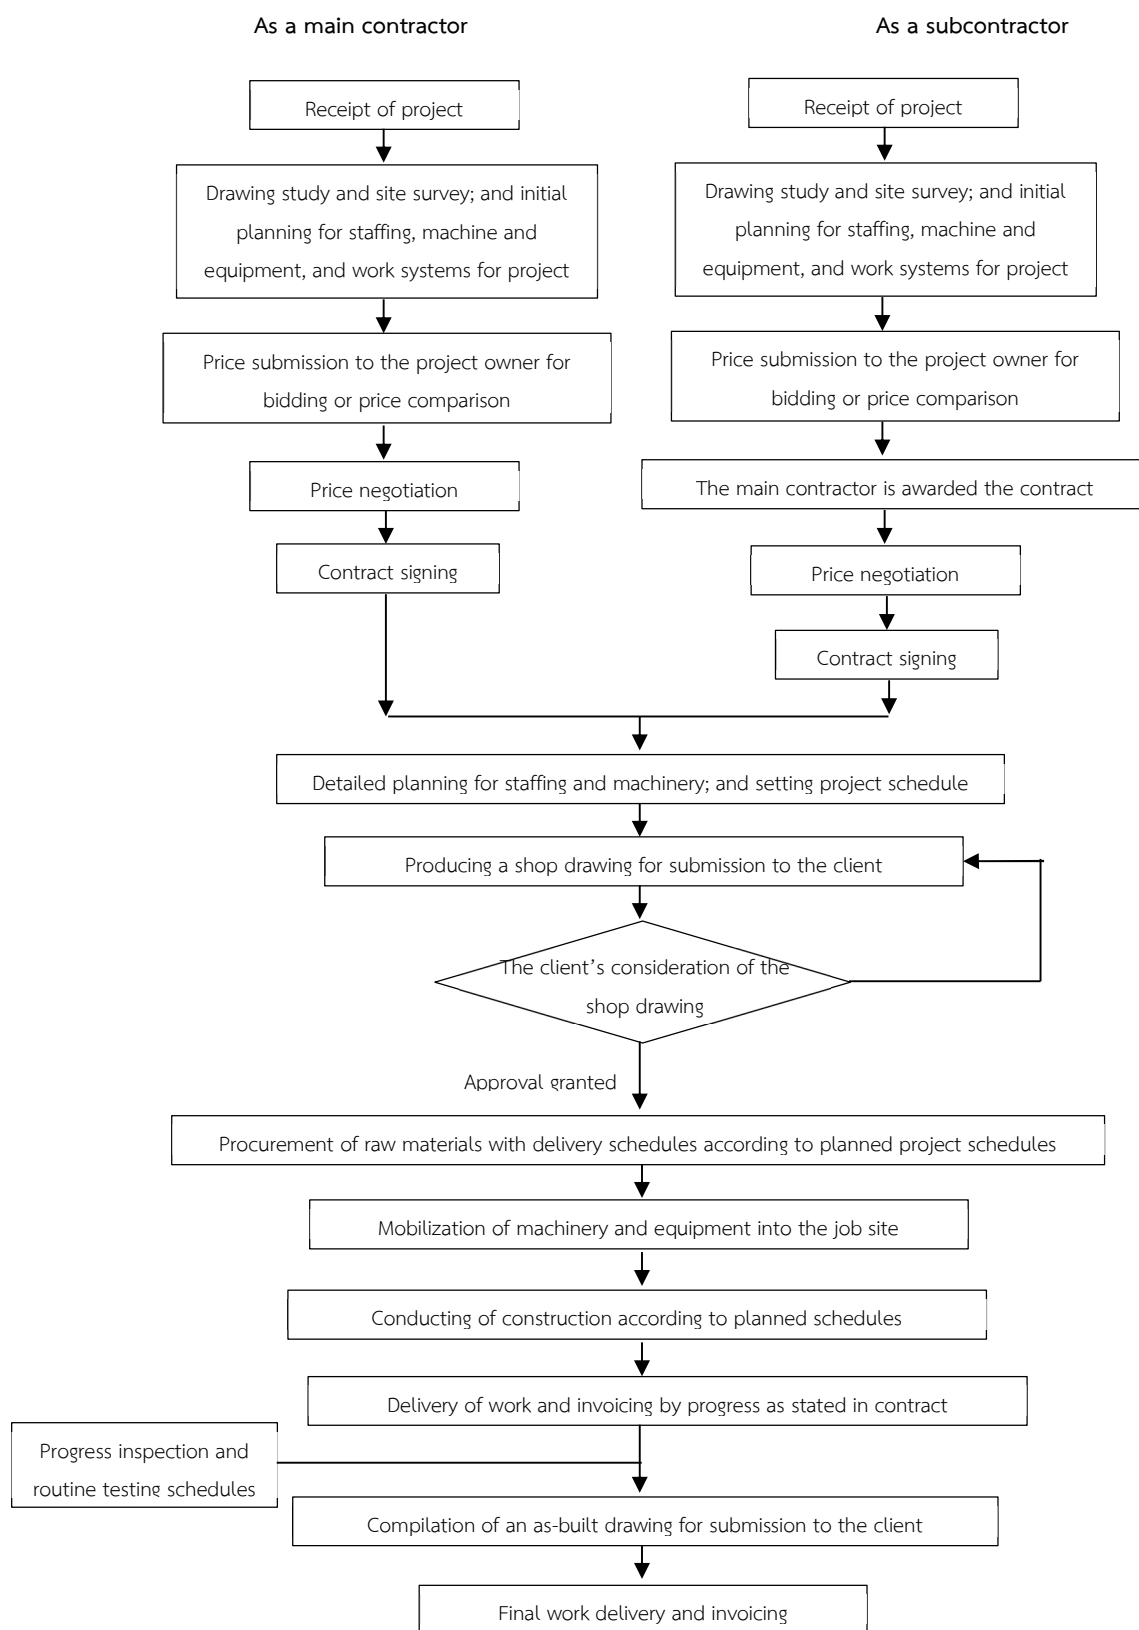 As a main contractor
As a subcontractor
Receipt of project
Receipt of project
Drawing study and site survey; and initial
planning for staffing, machine and
equipment, and work systems for project
Drawing study and site survey; and initial
planning for staffing, machine and
equipment, and work systems for project
Price submission to the project owner for
bidding or price comparison
Price submission to the project owner for
bidding or price comparison
Price negotiation
The main contractor is awarded the contract
Contract signing
Price negotiation
Contract signing
Detailed planning for staffing and machinery; and setting project schedule
Producing a shop drawing for submission to the client
The client’s consideration of the
shop drawing
Approval granted
Procurement of raw materials with delivery schedules according to planned project schedules
Mobilization of machinery and equipment into the job site
Conducting of construction according to planned schedules
Delivery of work and invoicing by progress as stated in contract
Progress inspection and
routine testing schedules
Compilation of an as-built drawing for submission to the client
Final work delivery and invoicing